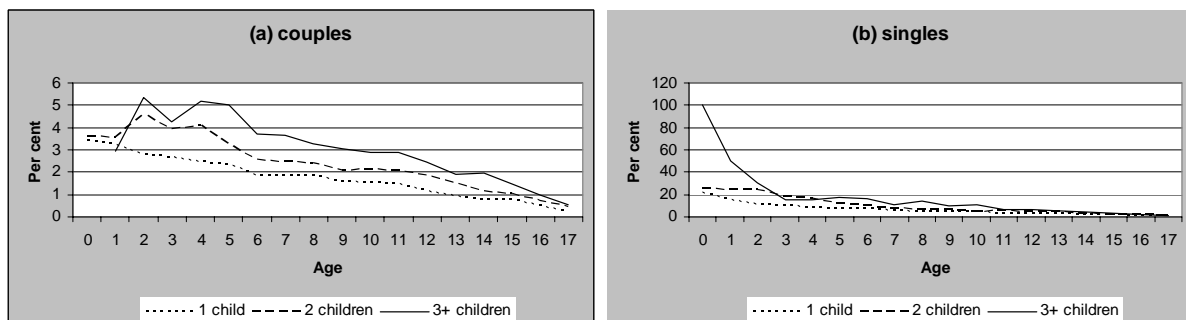 (a) couples
6
5
4
3
2
1
0
Per cent
0 1 2 3 4 5 6 7 8 9 10 11 12 13 14 15 16 17
Age
1 child 2 children 3+ children
(b) singles
120
100
80
60
40
20
0
Per cent
0 1 2 3 4 5 6 7 8 9 10 11 12 13 14 15 16 17
Age
1 child 2 children 3+ children